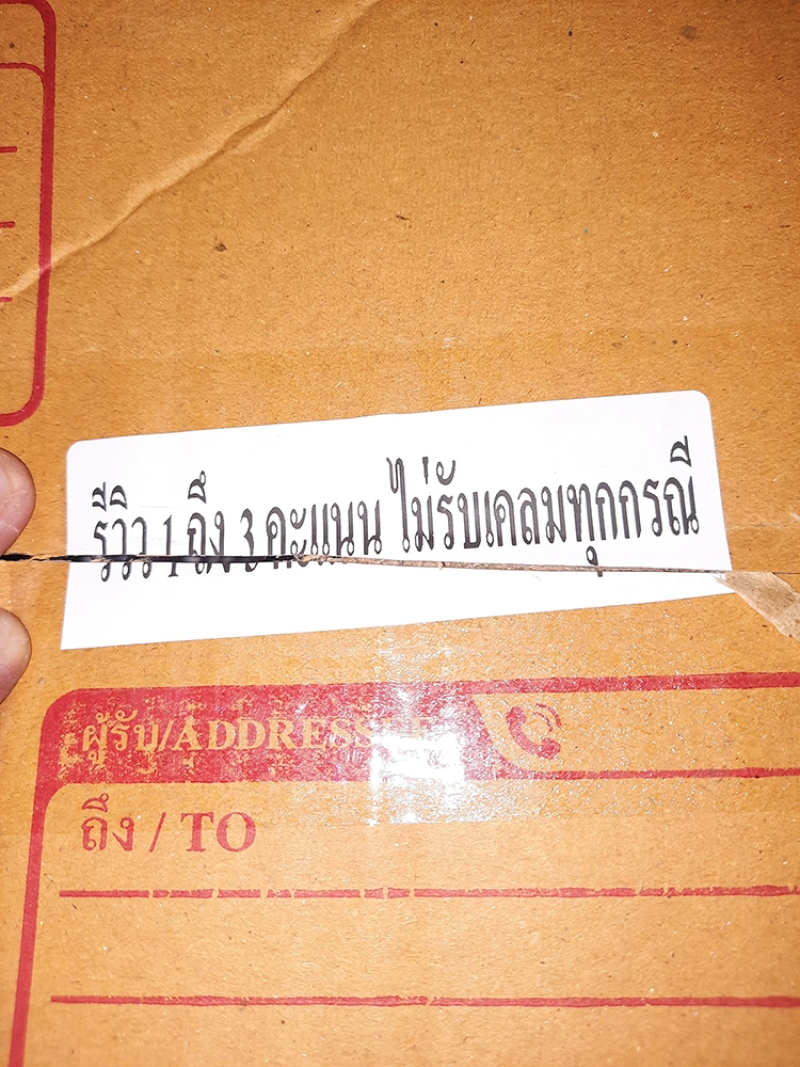 รีวิว 1 ถึง 3 คะแนน ไม่รับเคลมทุกกรณี
ผู้รับ/ADDRESSEE
ถึง / TO